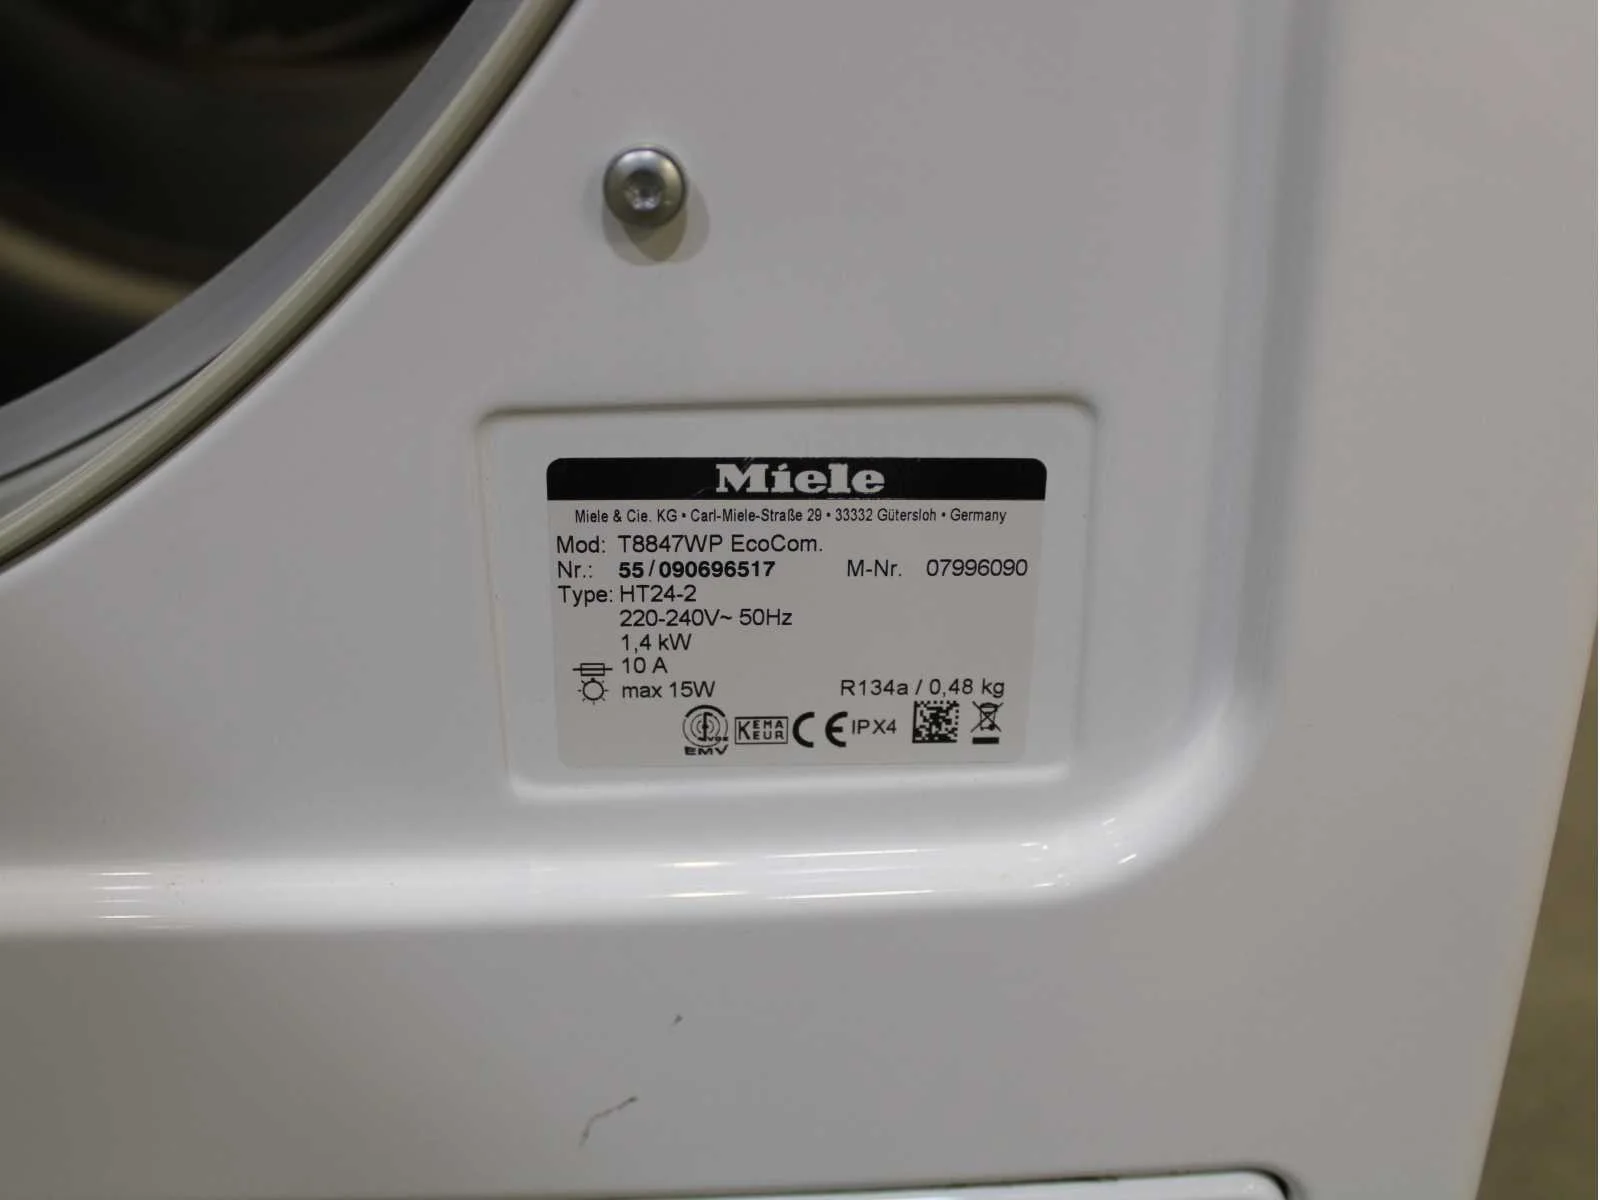 Miele
Miele & Cie. KG • Carl-Miele-Straße 29 • 33332 Gütersloh • Germany
Mod: T8847WP EcoCom.
Nr.: 55/090696517 M-Nr. 07996090
Type: HT24-2
220-240V~ 50Hz
1,4 kW
10 A
max 15W R134a / 0,48 kg
VDE
EMV
KEMA
KEUR
CE IPX4